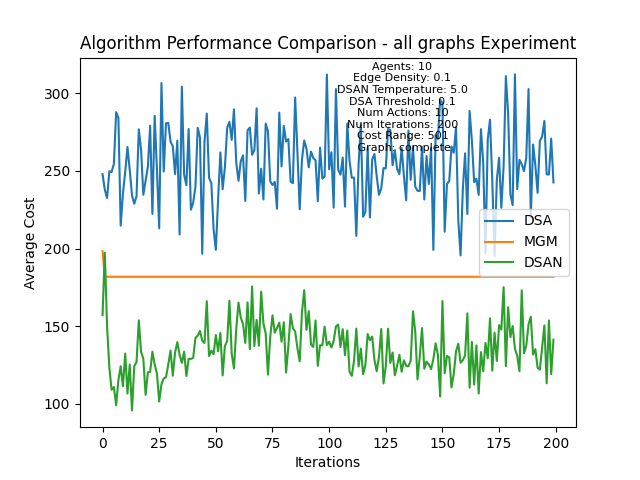 Algorithm Performance Comparison - all graphs Experiment
Agents: 10
Edge Density: 0.1
DSAN Temperature: 5.0
DSA Threshold: 0.1
Num Actions: 10
Num Iterations: 200
Cost Range: 501
Graph: complete
300
250
200
150
100
Average Cost
DSA
MGM
DSAN
0 25 50 75 100 125 150 175 200
Iterations